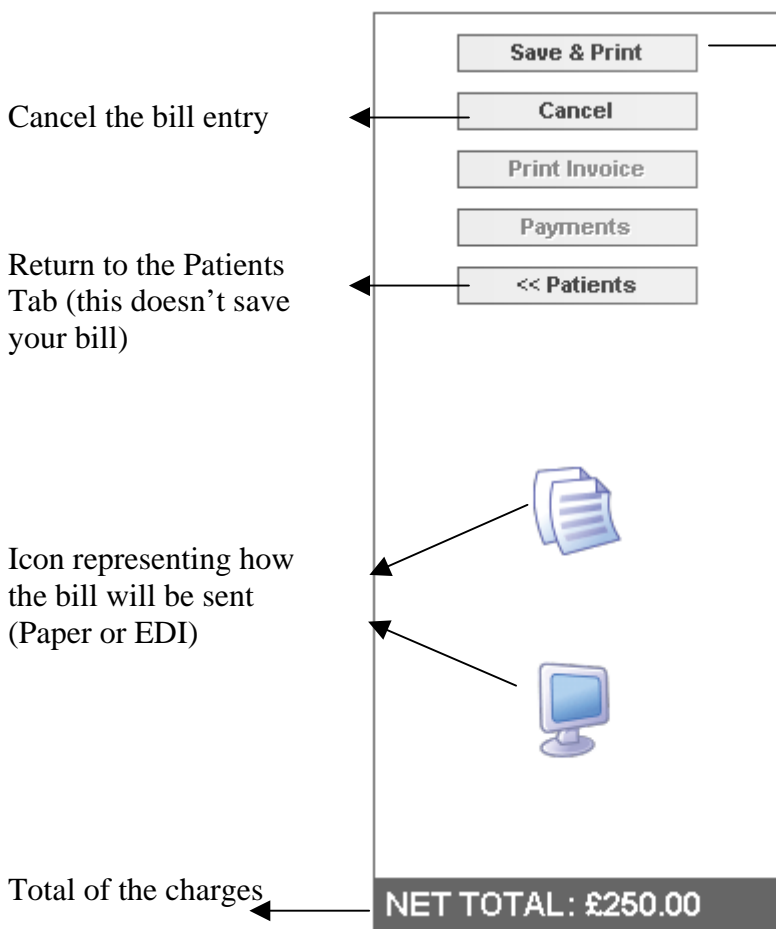 Save & Print
Cancel the bill entry
Cancel
Print Invoice
Payments
Return to the Patients
Tab (this doesn’t save
your bill)
<< Patients
Icon representing how
the bill will be sent
(Paper or EDI)
Total of the charges
NET TOTAL: £250.00